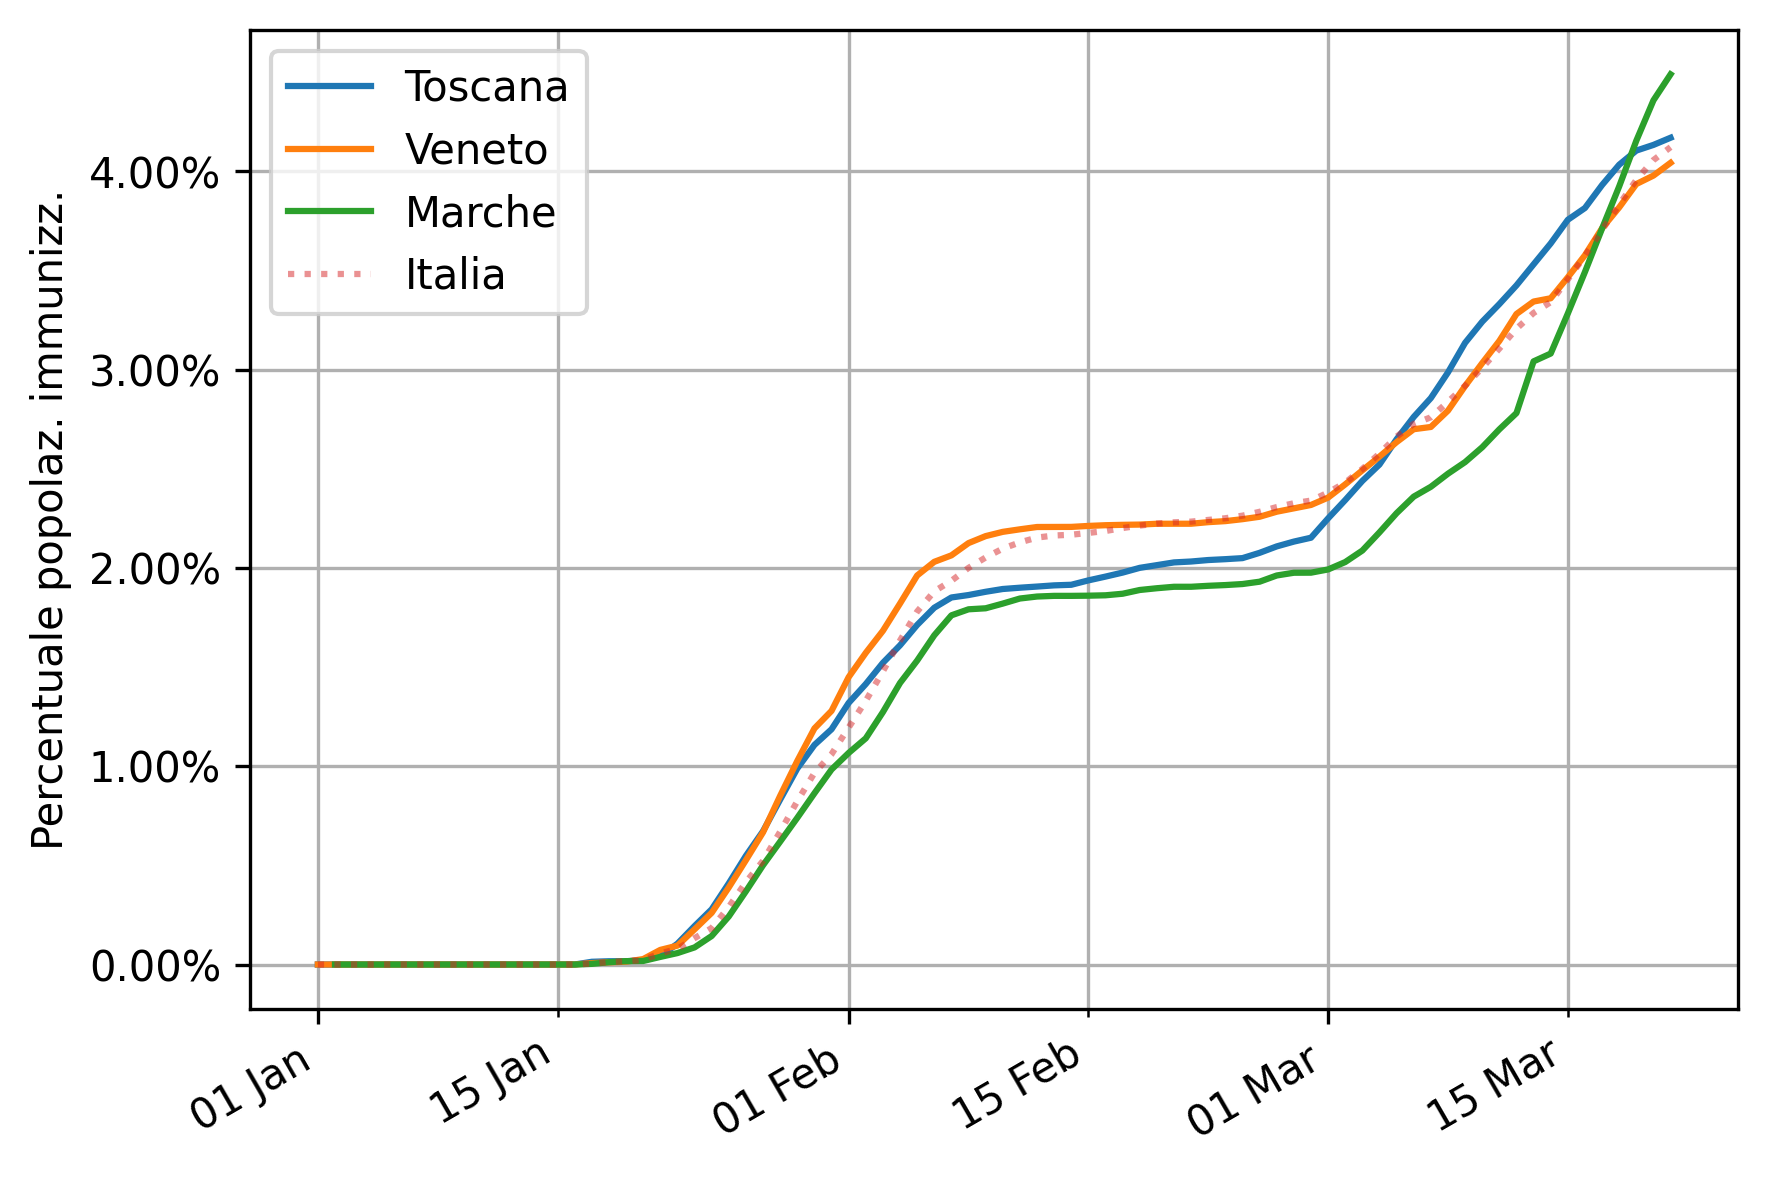 Toscana
Veneto
Marche
Italia
Percentuale popolaz. immunizz.
4.00%
3.00%
2.00%
1.00%
0.00%
01 Jan
15 Jan
01 Feb
15 Feb
01 Mar
15 Mar